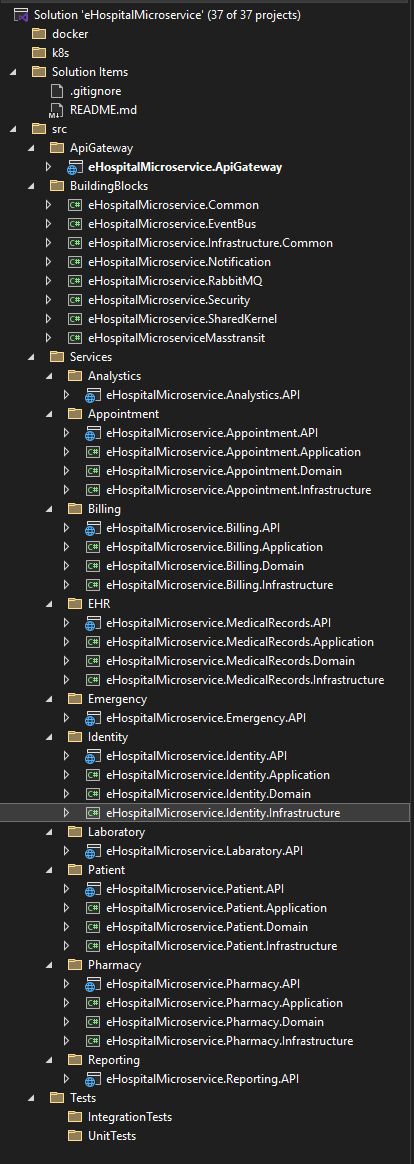 Solution 'eHospitalMicroservice' (37 of 37 projects)
docker
k8s
Solution Items
.gitignore
README.md
src
ApiGateway
eHospitalMicroservice.ApiGateway
BuildingBlocks
eHospitalMicroservice.Common
eHospitalMicroservice.EventBus
eHospitalMicroservice.Infrastructure.Common
eHospitalMicroservice.Notification
eHospitalMicroservice.RabbitMQ
eHospitalMicroservice.Security
eHospitalMicroservice.SharedKernel
eHospitalMicroserviceMasstransit
Services
Analystics
eHospitalMicroservice.Analystics.API
Appointment
eHospitalMicroservice.Appointment.API
eHospitalMicroservice.Appointment.Application
eHospitalMicroservice.Appointment.Domain
eHospitalMicroservice.Appointment.Infrastructure
Billing
eHospitalMicroservice.Billing.API
eHospitalMicroservice.Billing.Application
eHospitalMicroservice.Billing.Domain
eHospitalMicroservice.Billing.Infrastructure
EHR
eHospitalMicroservice.MedicalRecords.API
eHospitalMicroservice.MedicalRecords.Application
eHospitalMicroservice.MedicalRecords.Domain
eHospitalMicroservice.MedicalRecords.Infrastructure
Emergency
eHospitalMicroservice.Emergency.API
Identity
eHospitalMicroservice.Identity.API
eHospitalMicroservice.Identity.Application
eHospitalMicroservice.Identity.Domain
eHospitalMicroservice.Identity.Infrastructure
Laboratory
eHospitalMicroservice.Labaratory.API
Patient
eHospitalMicroservice.Patient.API
eHospitalMicroservice.Patient.Application
eHospitalMicroservice.Patient.Domain
eHospitalMicroservice.Patient.Infrastructure
Pharmacy
eHospitalMicroservice.Pharmacy.API
eHospitalMicroservice.Pharmacy.Application
eHospitalMicroservice.Pharmacy.Domain
eHospitalMicroservice.Pharmacy.Infrastructure
Reporting
eHospitalMicroservice.Reporting.API
Tests
IntegrationTests
UnitTests